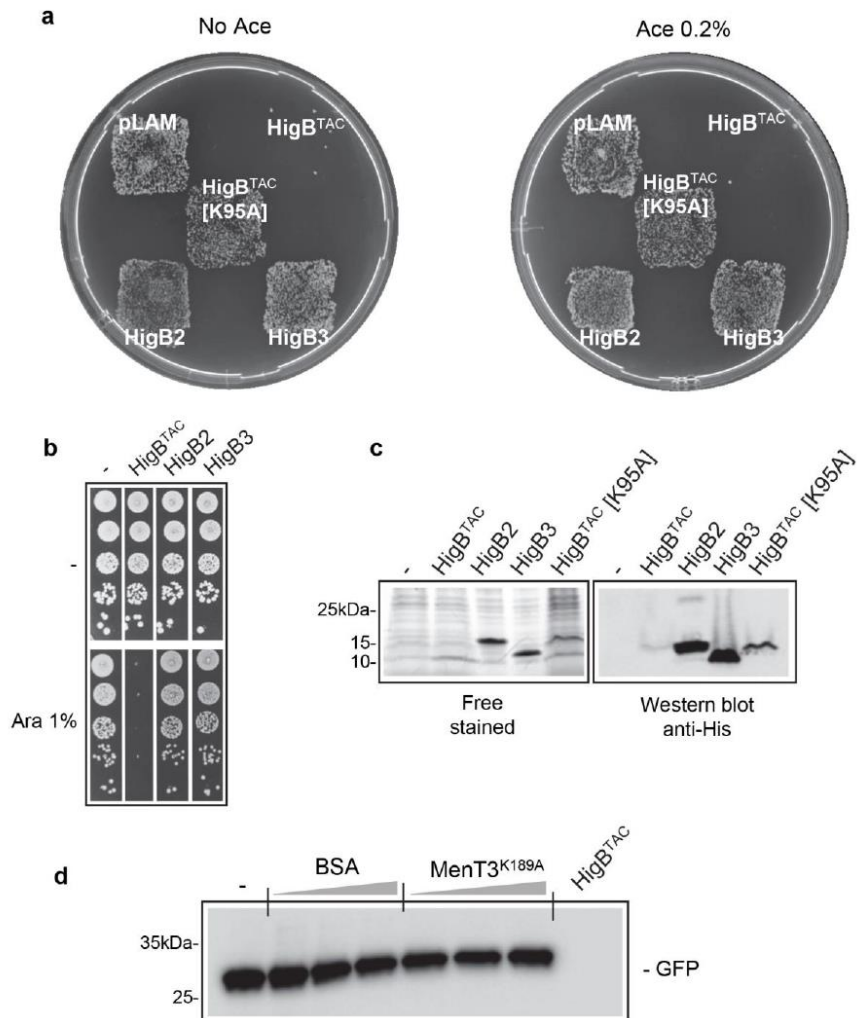 a
No Ace
Ace 0.2%
pLAM
HigB^TAC
HigB^TAC
[K95A]
HigB2
HigB3
pLAM
HigB^TAC
HigB^TAC
[K95A]
HigB2
HigB3
b
-
HigB^TAC
HigB2
HigB3
-
Ara 1%
c
-
HigB^TAC
HigB2
HigB3
HigB^TAC [K95A]
-
HigB^TAC
HigB2
HigB3
HigB^TAC [K95A]
25kDa-
15-
10-
Free
stained
Western blot
anti-His
d
-
BSA
MenT3^K189A
HigB^TAC
35kDa-
25-
- GFP